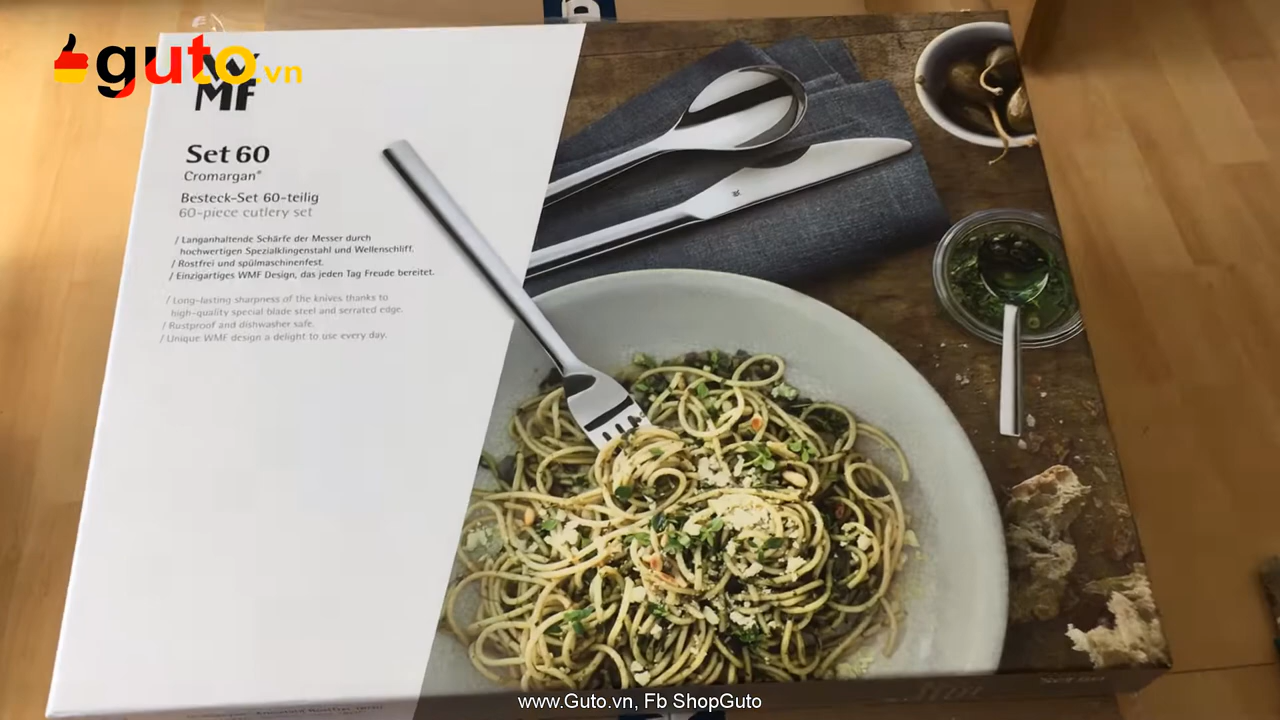 guto.vn
WMF
Set 60
Cromargan®
Besteck-Set 60-teilig
60-piece cutlery set
/ Langanhaltende Schärfe der Messer durch
hochwertigen Spezialklingenstahl und Wellenschliff.
/ Rostfrei und spülmaschinenfest.
/ Einzigartiges WMF Design, das jeden Tag Freude bereitet.
/ Long-lasting sharpness of the knives thanks to
high-quality special blade steel and serrated edge.
/ Rustproof and dishwasher safe.
/ Unique WMF design a delight to use every day.
Set 60
www.Guto.vn, Fb ShopGuto